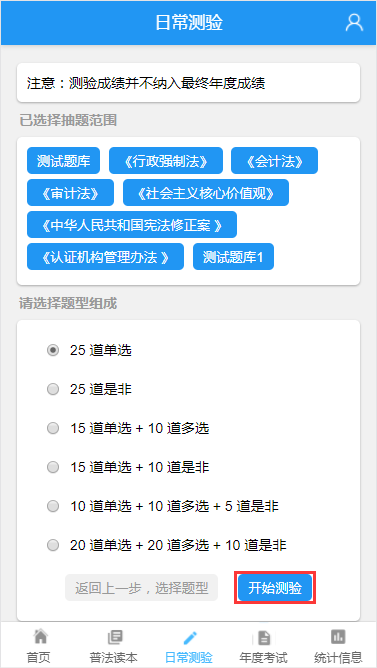 日常测验
注意：测验成绩并不纳入最终年度成绩
已选择抽题范围
测试题库 《行政强制法》 《会计法》
《审计法》 《社会主义核心价值观》
《中华人民共和国宪法修正案 》
《认证机构管理办法 》 测试题库1
请选择题型组成
25 道单选
25 道是非
15 道单选 + 10 道多选
15 道单选 + 10 道是非
10 道单选 + 10 道多选 + 5 道是非
20 道单选 + 20 道多选 + 10 道是非
返回上一步，选择题型 开始测验
首页 普法读本 日常测验 年度考试 统计信息